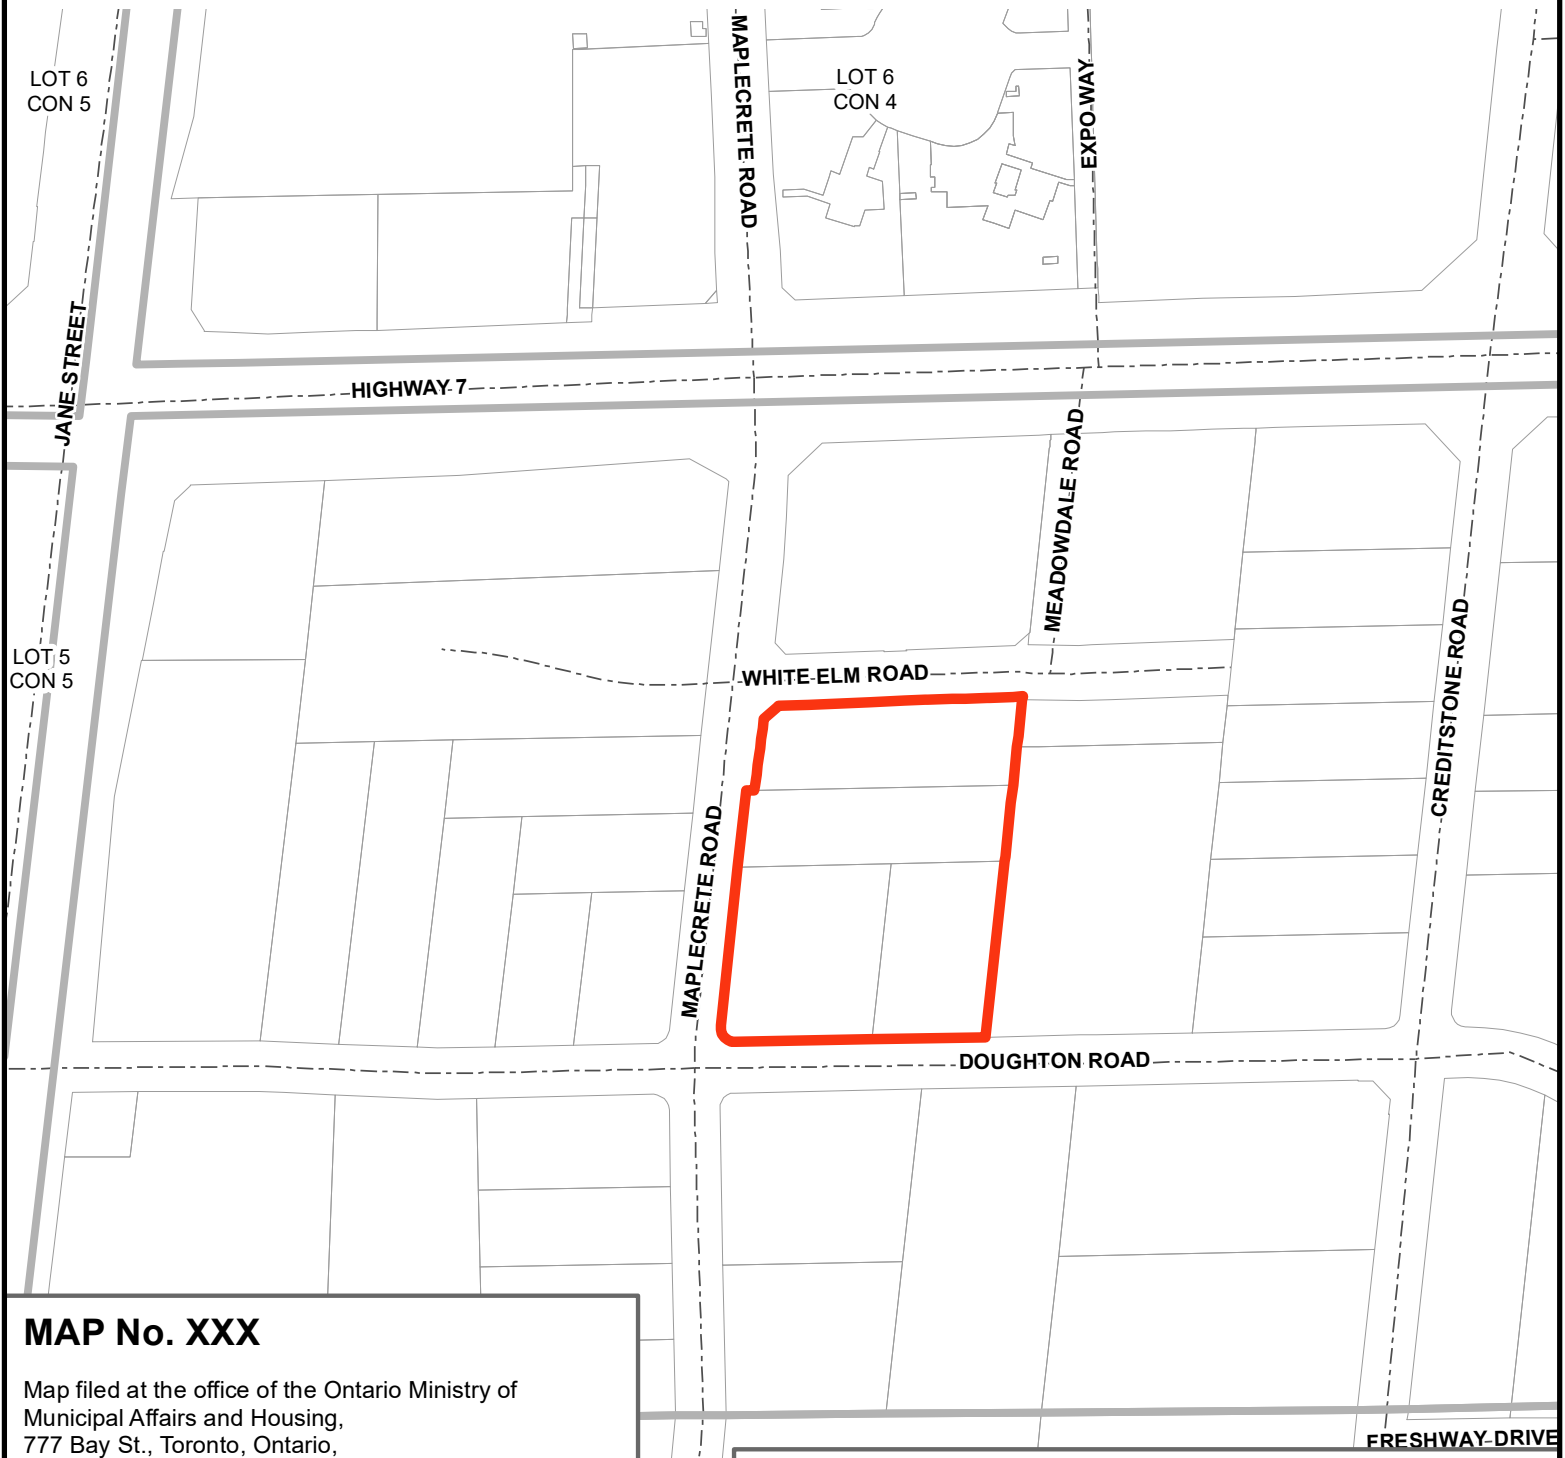 LOT 6
CON 5
MAPLECRETE ROAD
LOT 6
CON 4
EXPO WAY
JANE STREET
HIGHWAY 7
MEADOWDALE ROAD
LOT 5
CON 5
WHITE ELM ROAD
CREDITSTONE ROAD
MAPLECRETE ROAD
DOUGHTON ROAD
MAP No. XXX
Map filed at the office of the Ontario Ministry of
Municipal Affairs and Housing,
777 Bay St., Toronto, Ontario,
FRESHWAY DRIVE